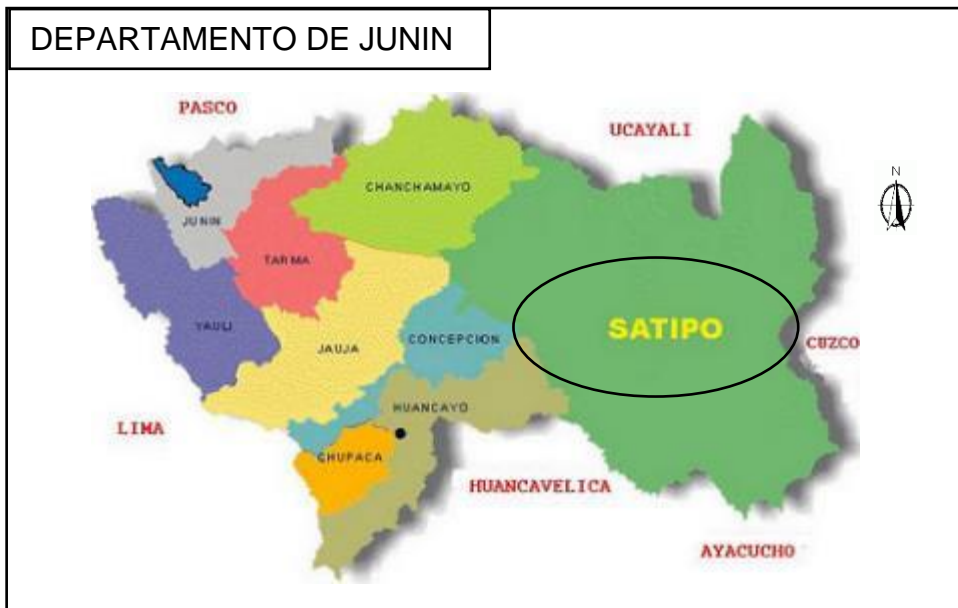 DEPARTAMENTO DE JUNIN
PASCO
UCAYALI
N
CHANCHAMAYO
JUNIN
TARMA
YAULI
SATIPO
CONCEPCION
CUZCO
JAUJA
HUANCAYO
LIMA
CHUPACA
HUANCAVELICA
AYACUCHO